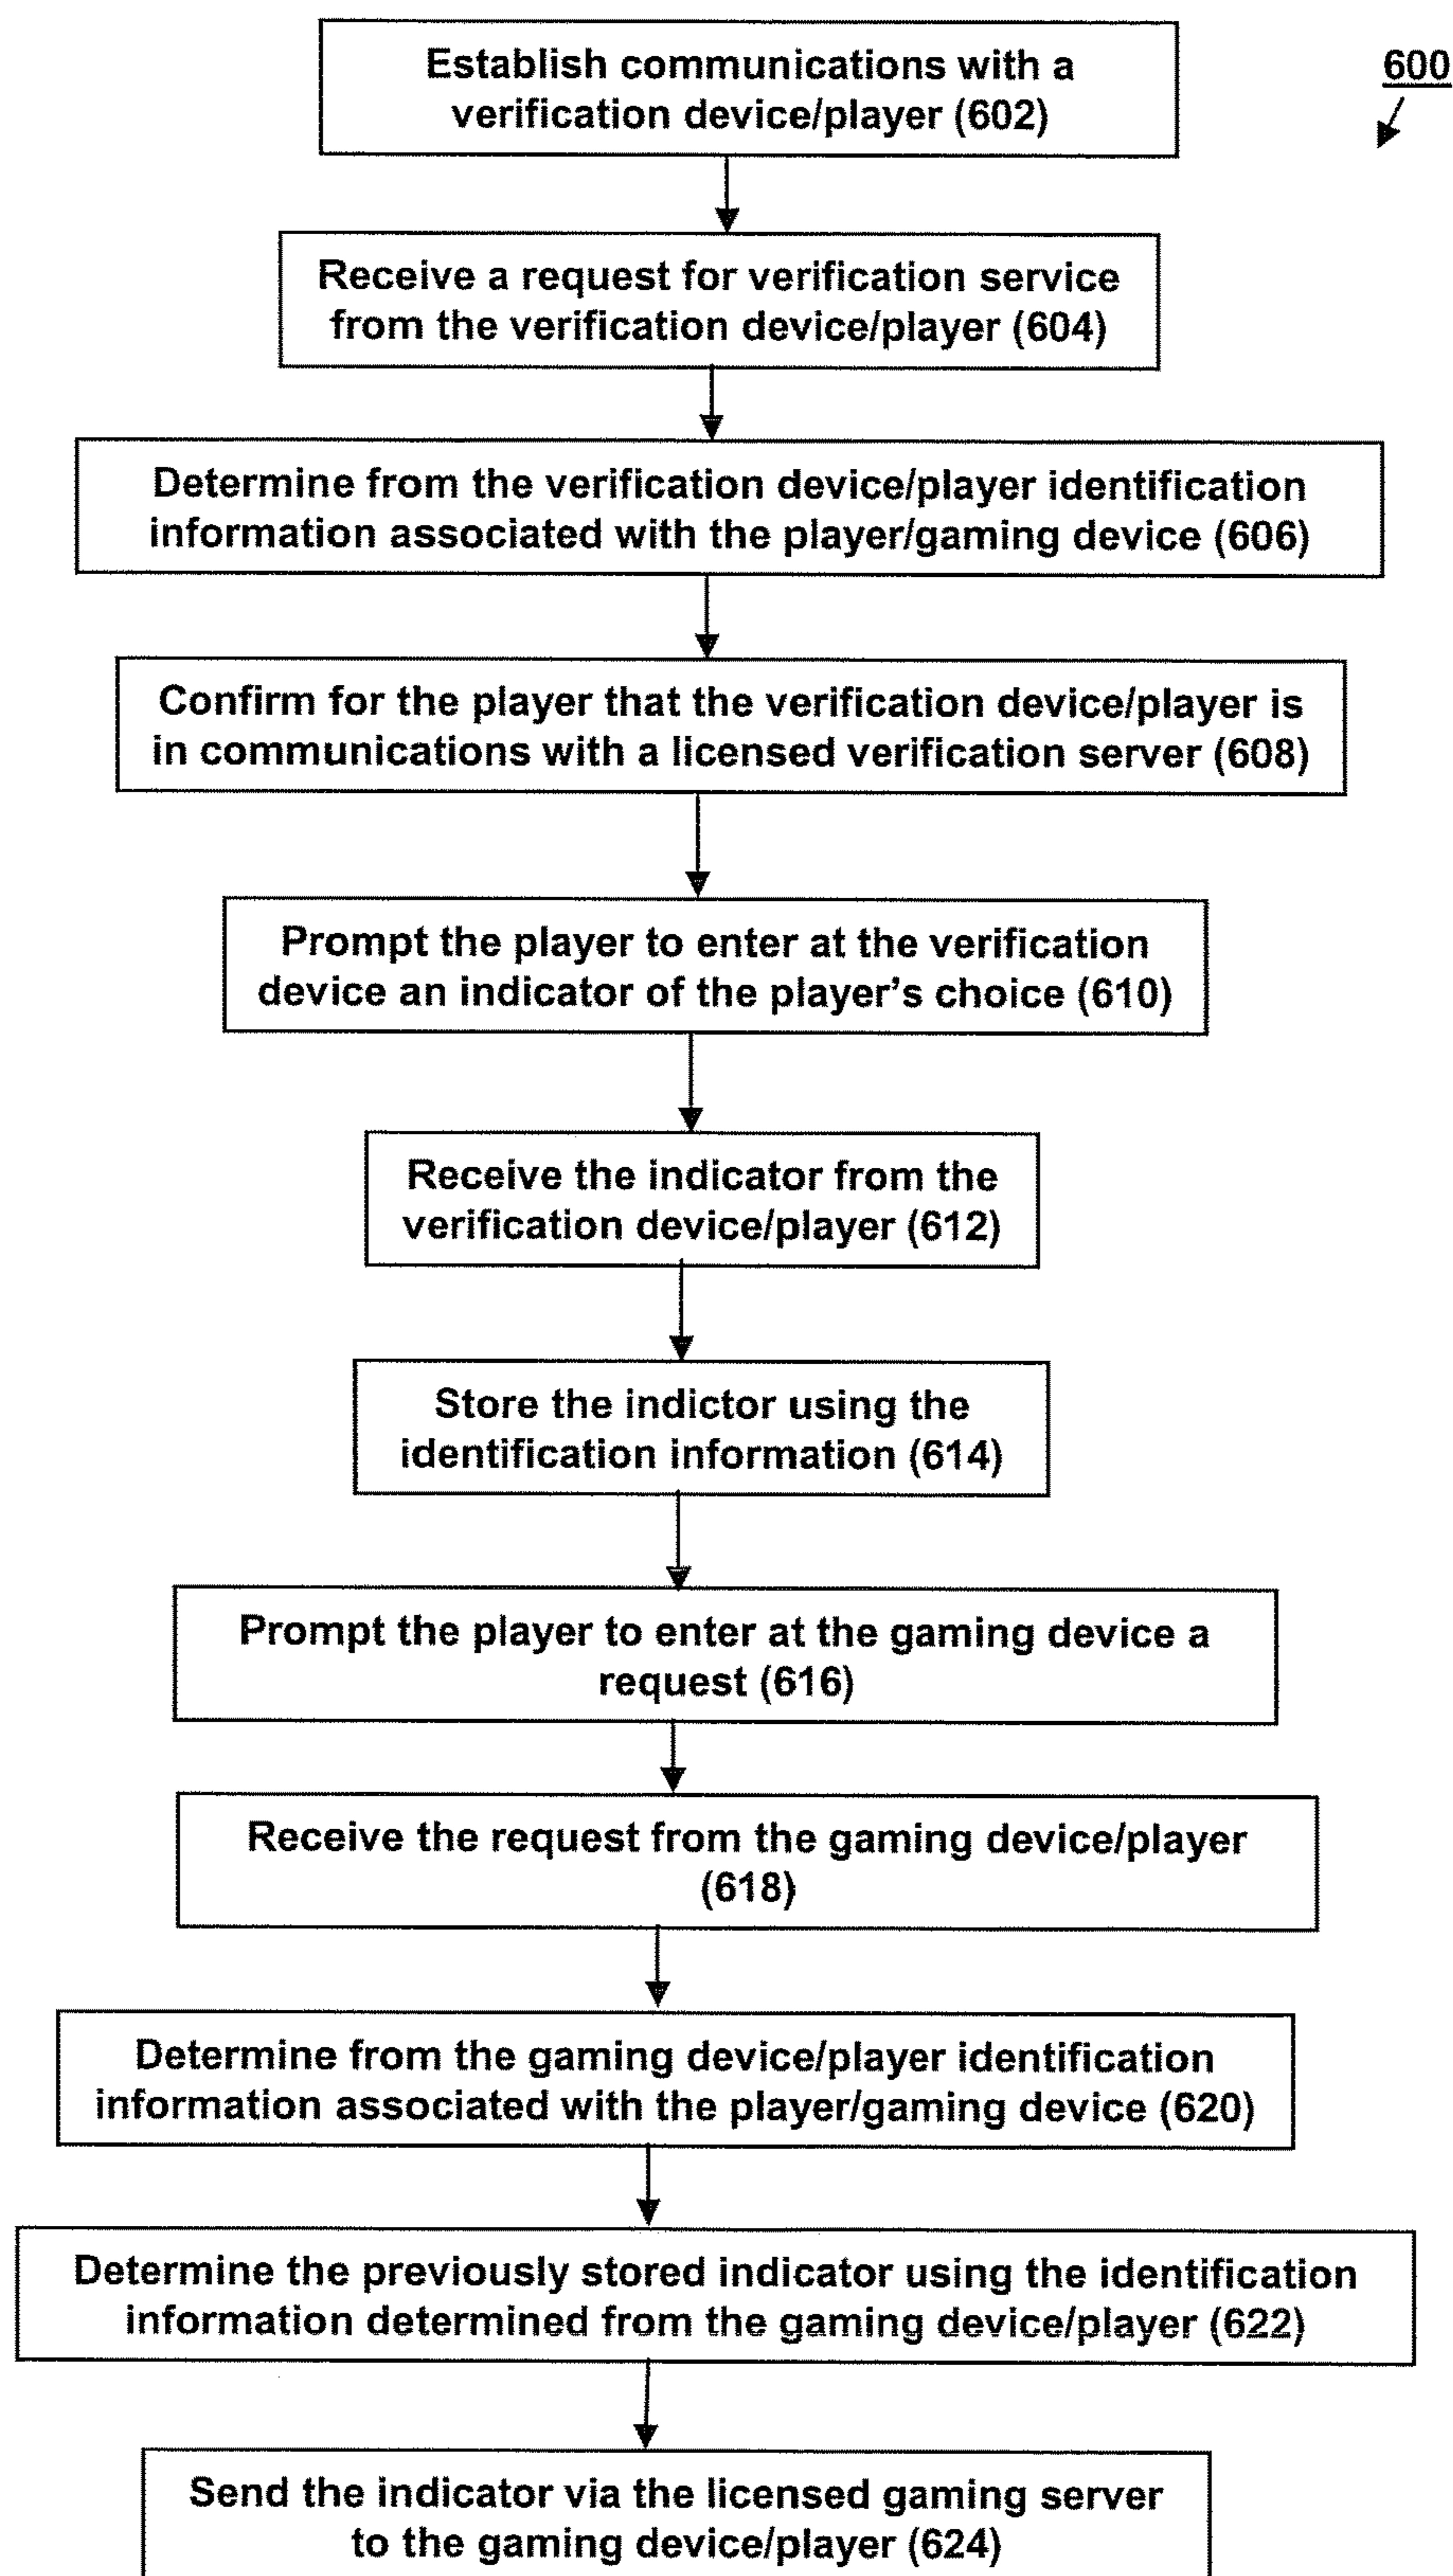 Establish communications with a
verification device/player (602)
600
Receive a request for verification service
from the verification device/player (604)
Determine from the verification device/player identification
information associated with the player/gaming device (606)
Confirm for the player that the verification device/player is
in communications with a licensed verification server (608)
Prompt the player to enter at the verification
device an indicator of the player's choice (610)
Receive the indicator from the
verification device/player (612)
Store the indictor using the
identification information (614)
Prompt the player to enter at the gaming device a
request (616)
Receive the request from the gaming device/player
(618)
Determine from the gaming device/player identification
information associated with the player/gaming device (620)
Determine the previously stored indicator using the identification
information determined from the gaming device/player (622)
Send the indicator via the licensed gaming server
to the gaming device/player (624)